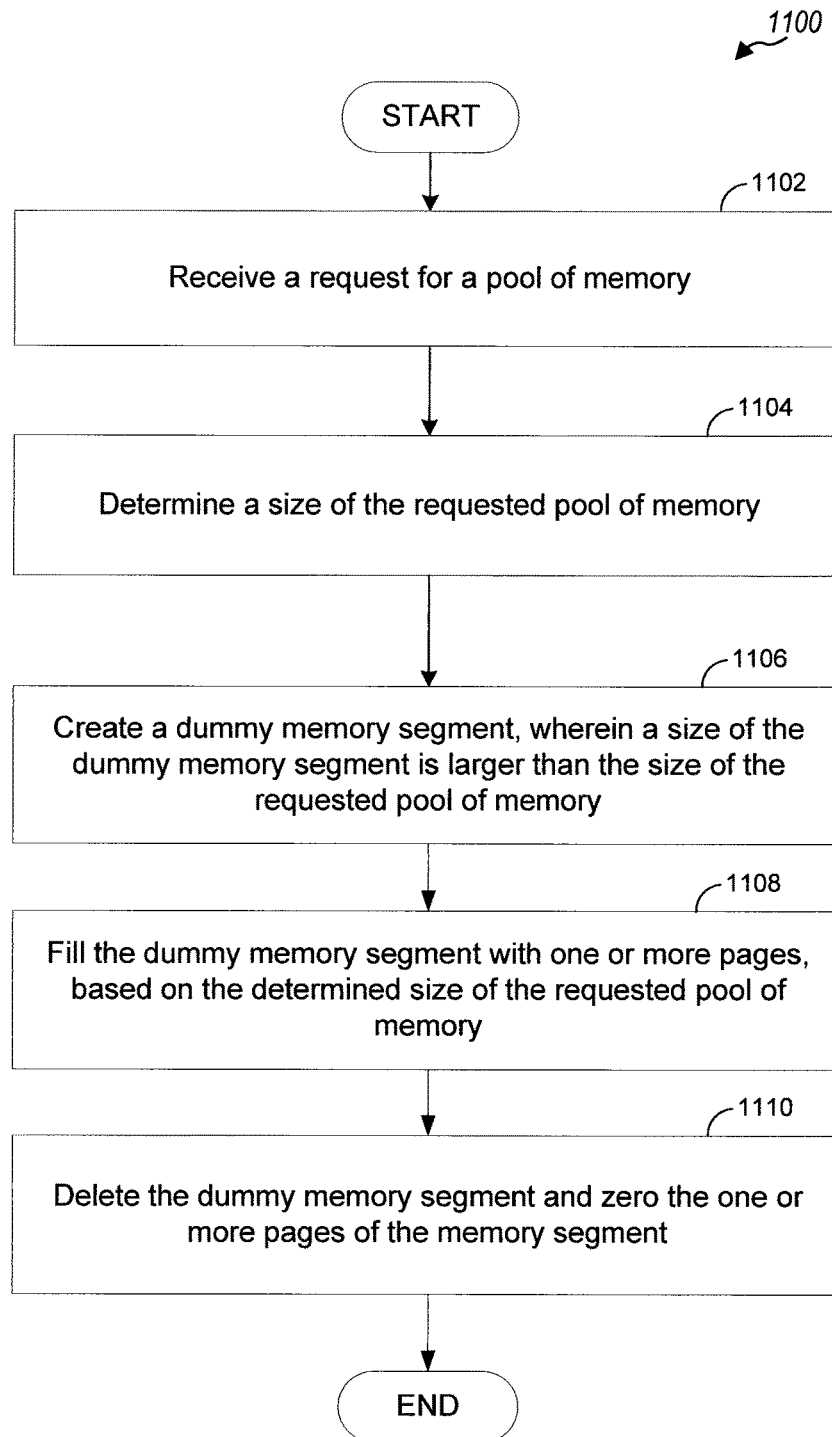 1100
START
1102
Receive a request for a pool of memory
1104
Determine a size of the requested pool of memory
1106
Create a dummy memory segment, wherein a size of the
dummy memory segment is larger than the size of the
requested pool of memory
1108
Fill the dummy memory segment with one or more pages,
based on the determined size of the requested pool of
memory
1110
Delete the dummy memory segment and zero the one or
more pages of the memory segment
END